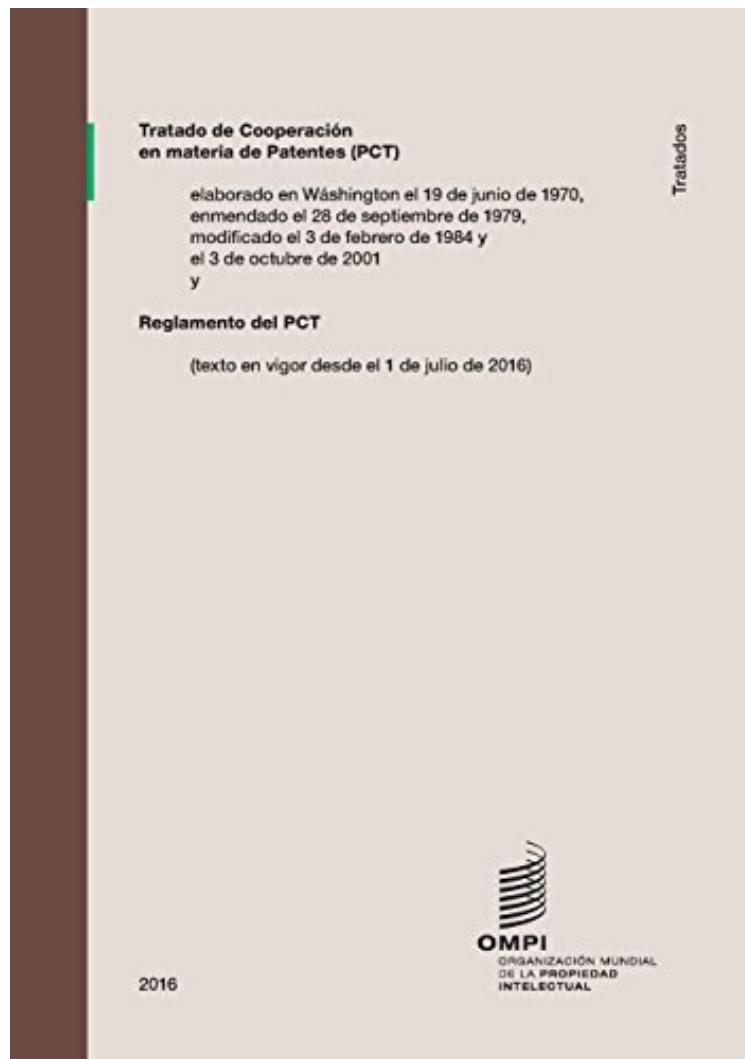 Tratado de Cooperación
en materia de Patentes (PCT)
Tratados
elaborado en Wáshington el 19 de junio de 1970,
enmendado el 28 de septiembre de 1979,
modificado el 3 de febrero de 1984 y
el 3 de octubre de 2001
y
Reglamento del PCT
(texto en vigor desde el 1 de julio de 2016)
OMPI
ORGANIZACIÓN MUNDIAL
DE LA PROPIEDAD
INTELECTUAL
2016